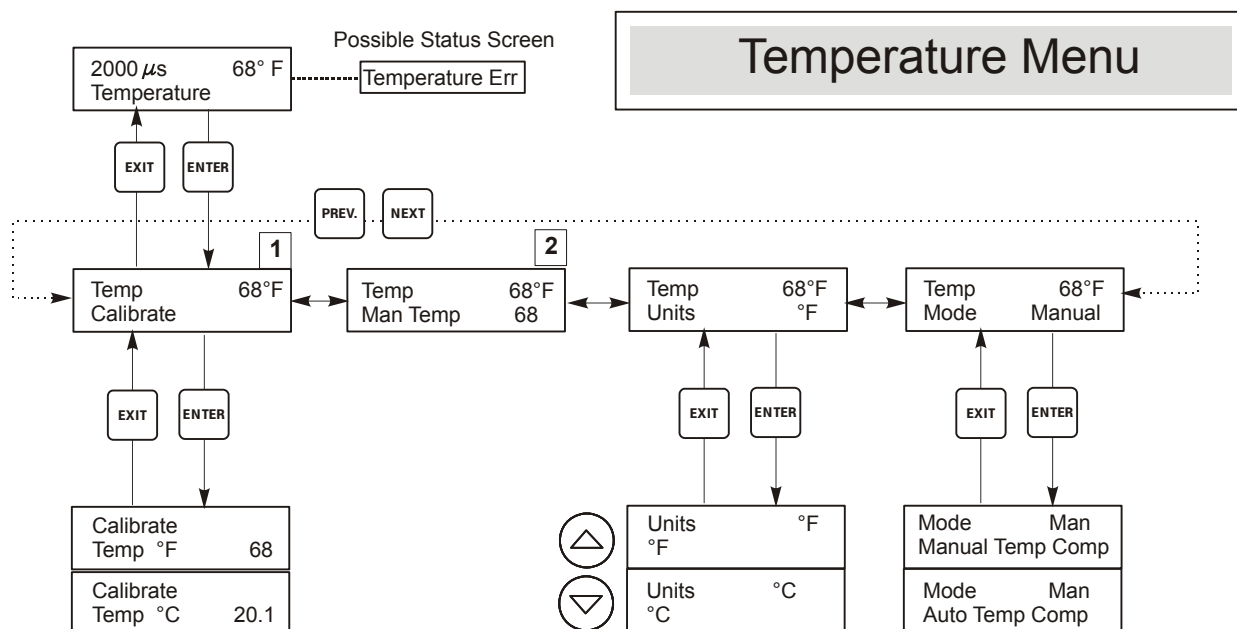 Possible Status Screen
Temperature Menu
2000 µs 68° F
Temperature
Temperature Err
EXIT
ENTER
PREV.
NEXT
1
2
Temp 68°F
Calibrate
Temp 68°F
Man Temp 68
Temp 68°F
Units °F
Temp 68°F
Mode Manual
EXIT
ENTER
EXIT
ENTER
EXIT
ENTER
Calibrate
Temp °F 68
Calibrate
Temp °C 20.1
Units °F
°F
Units °C
°C
Mode Man
Manual Temp Comp
Mode Man
Auto Temp Comp